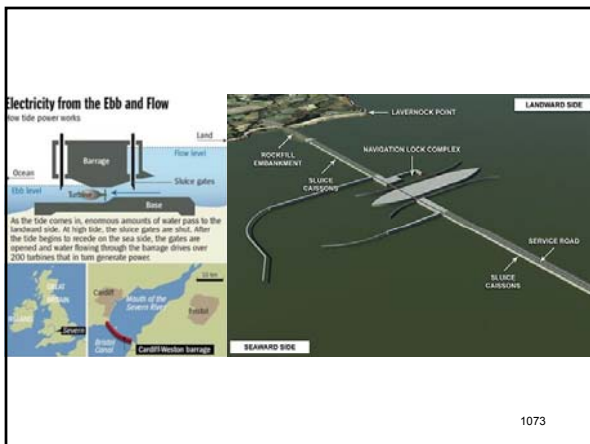 Electricity from the Ebb and Flow
How tide power works
Land
Barrage
Flow level
Ocean
Sluice gates
Ebb level
Turbine
Base
As the tide comes in, enormous amounts of water pass to the
landward side. At high tide, the sluice gates are shut. After
the tide begins to recede on the sea side, the gates are
opened and water flowing through the barrage drives over
200 turbines that in turn generate power.
GREAT
BRITAIN
Severn
10 km
Cardiff
Mouth of the
Severn River
Bristol
Bristol
Canal
Cardiff-Weston barrage
LANDWARD SIDE
LAVERNOCK POINT
ROCKFILL
EMBANKMENT
NAVIGATION LOCK COMPLEX
SLUICE
CAISSONS
SERVICE ROAD
SLUICE
CAISSONS
SEAWARD SIDE
1073